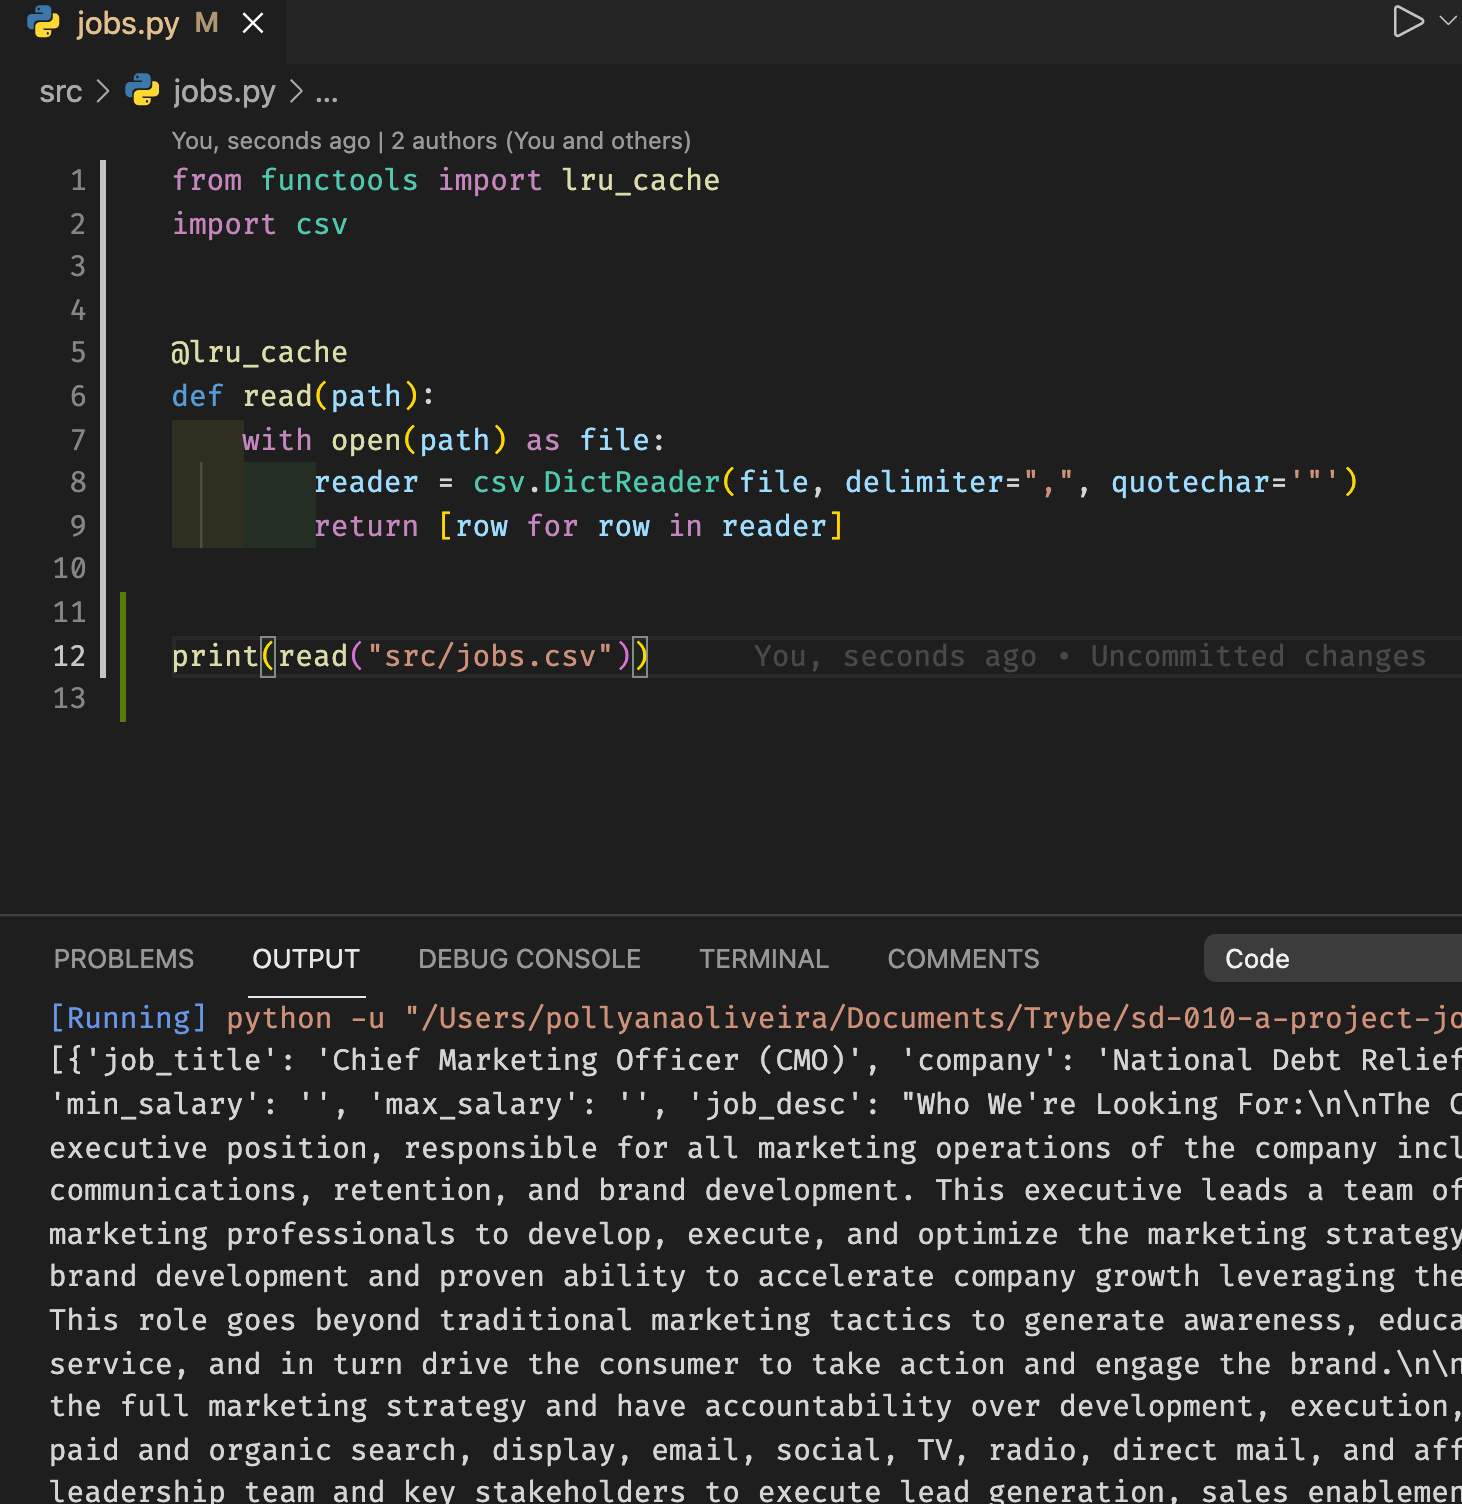 jobs.py M
src > jobs.py > ...
You, seconds ago | 2 authors (You and others)
1 from functools import lru_cache
2 import csv
3
4
5 @lru_cache
6 def read(path):
7     with open(path) as file:
8         reader = csv.DictReader(file, delimiter=",", quotechar='"')
9         return [row for row in reader]
10
11
12 print(read("src/jobs.csv")) You, seconds ago • Uncommitted changes
13
PROBLEMS OUTPUT DEBUG CONSOLE TERMINAL COMMENTS Code
[Running] python -u "/Users/pollyanaoliveira/Documents/Trybe/sd-010-a-project-jo
[{'job_title': 'Chief Marketing Officer (CMO)', 'company': 'National Debt Relief
'min_salary': '', 'max_salary': '', 'job_desc': "Who We're Looking For:\n\nThe C
executive position, responsible for all marketing operations of the company incl
communications, retention, and brand development. This executive leads a team of
marketing professionals to develop, execute, and optimize the marketing strategy
brand development and proven ability to accelerate company growth leveraging the
This role goes beyond traditional marketing tactics to generate awareness, educa
service, and in turn drive the consumer to take action and engage the brand.\n\n
the full marketing strategy and have accountability over development, execution,
paid and organic search, display, email, social, TV, radio, direct mail, and aff
leadership team and key stakeholders to execute lead generation, sales enablemen